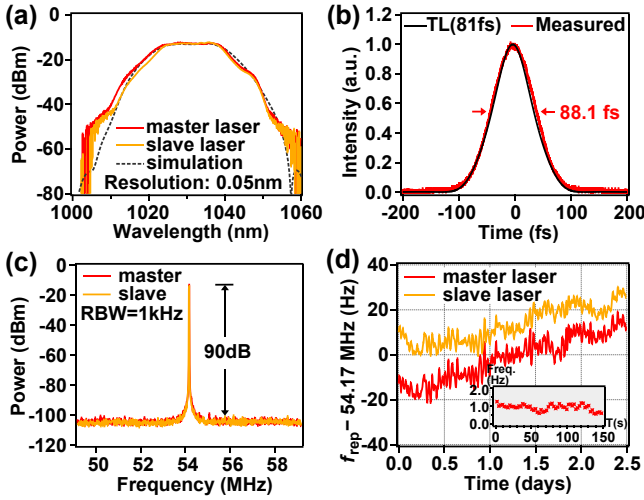 (a)
0
-20
-40
-60
-80
Power (dBm)
master laser
slave laser
simulation
Resolution: 0.05nm
1000 1020 1040 1060
Wavelength (nm)
(b)
TL(81fs) Measured
1.0
0.8
0.6
0.4
0.2
0.0
Intensity (a.u.)
88.1 fs
-200 -100 0 100 200
Time (fs)
(c)
0
-20
-40
-60
-80
-100
-120
Power (dBm)
master
slave
RBW=1kHz
90dB
50 52 54 56 58
Frequency (MHz)
(d)
40
20
0
-20
-40
frep− 54.17 MHz (Hz)
master laser
slave laser
Freq.
(Hz)
2.0
1.0
0.0
0 50 100 150
T(s)
0.0 0.5 1.0 1.5 2.0 2.5
Time (days)